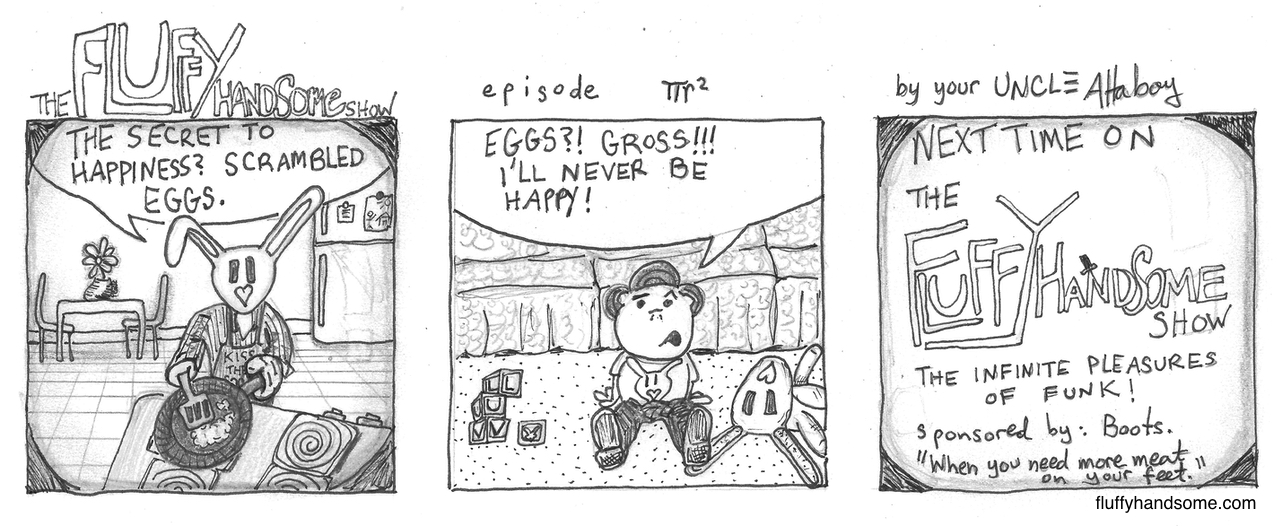 THE FLUFFY HANDSOME SHOW
episode πr²
by your UNCLE Attaboy
THE SECRET TO
HAPPINESS? SCRAMBLED
EGGS.
KISS
THE
EGGS?! GROSS!!!
I'LL NEVER BE
HAPPY!
L
U
V V
NEXT TIME ON
THE
FLUFFY HANDSOME
SHOW
THE INFINITE PLEASURES
OF FUNK!
sponsored by: Boots.
"When you need more meat
on your feet."
fluffyhandsome.com